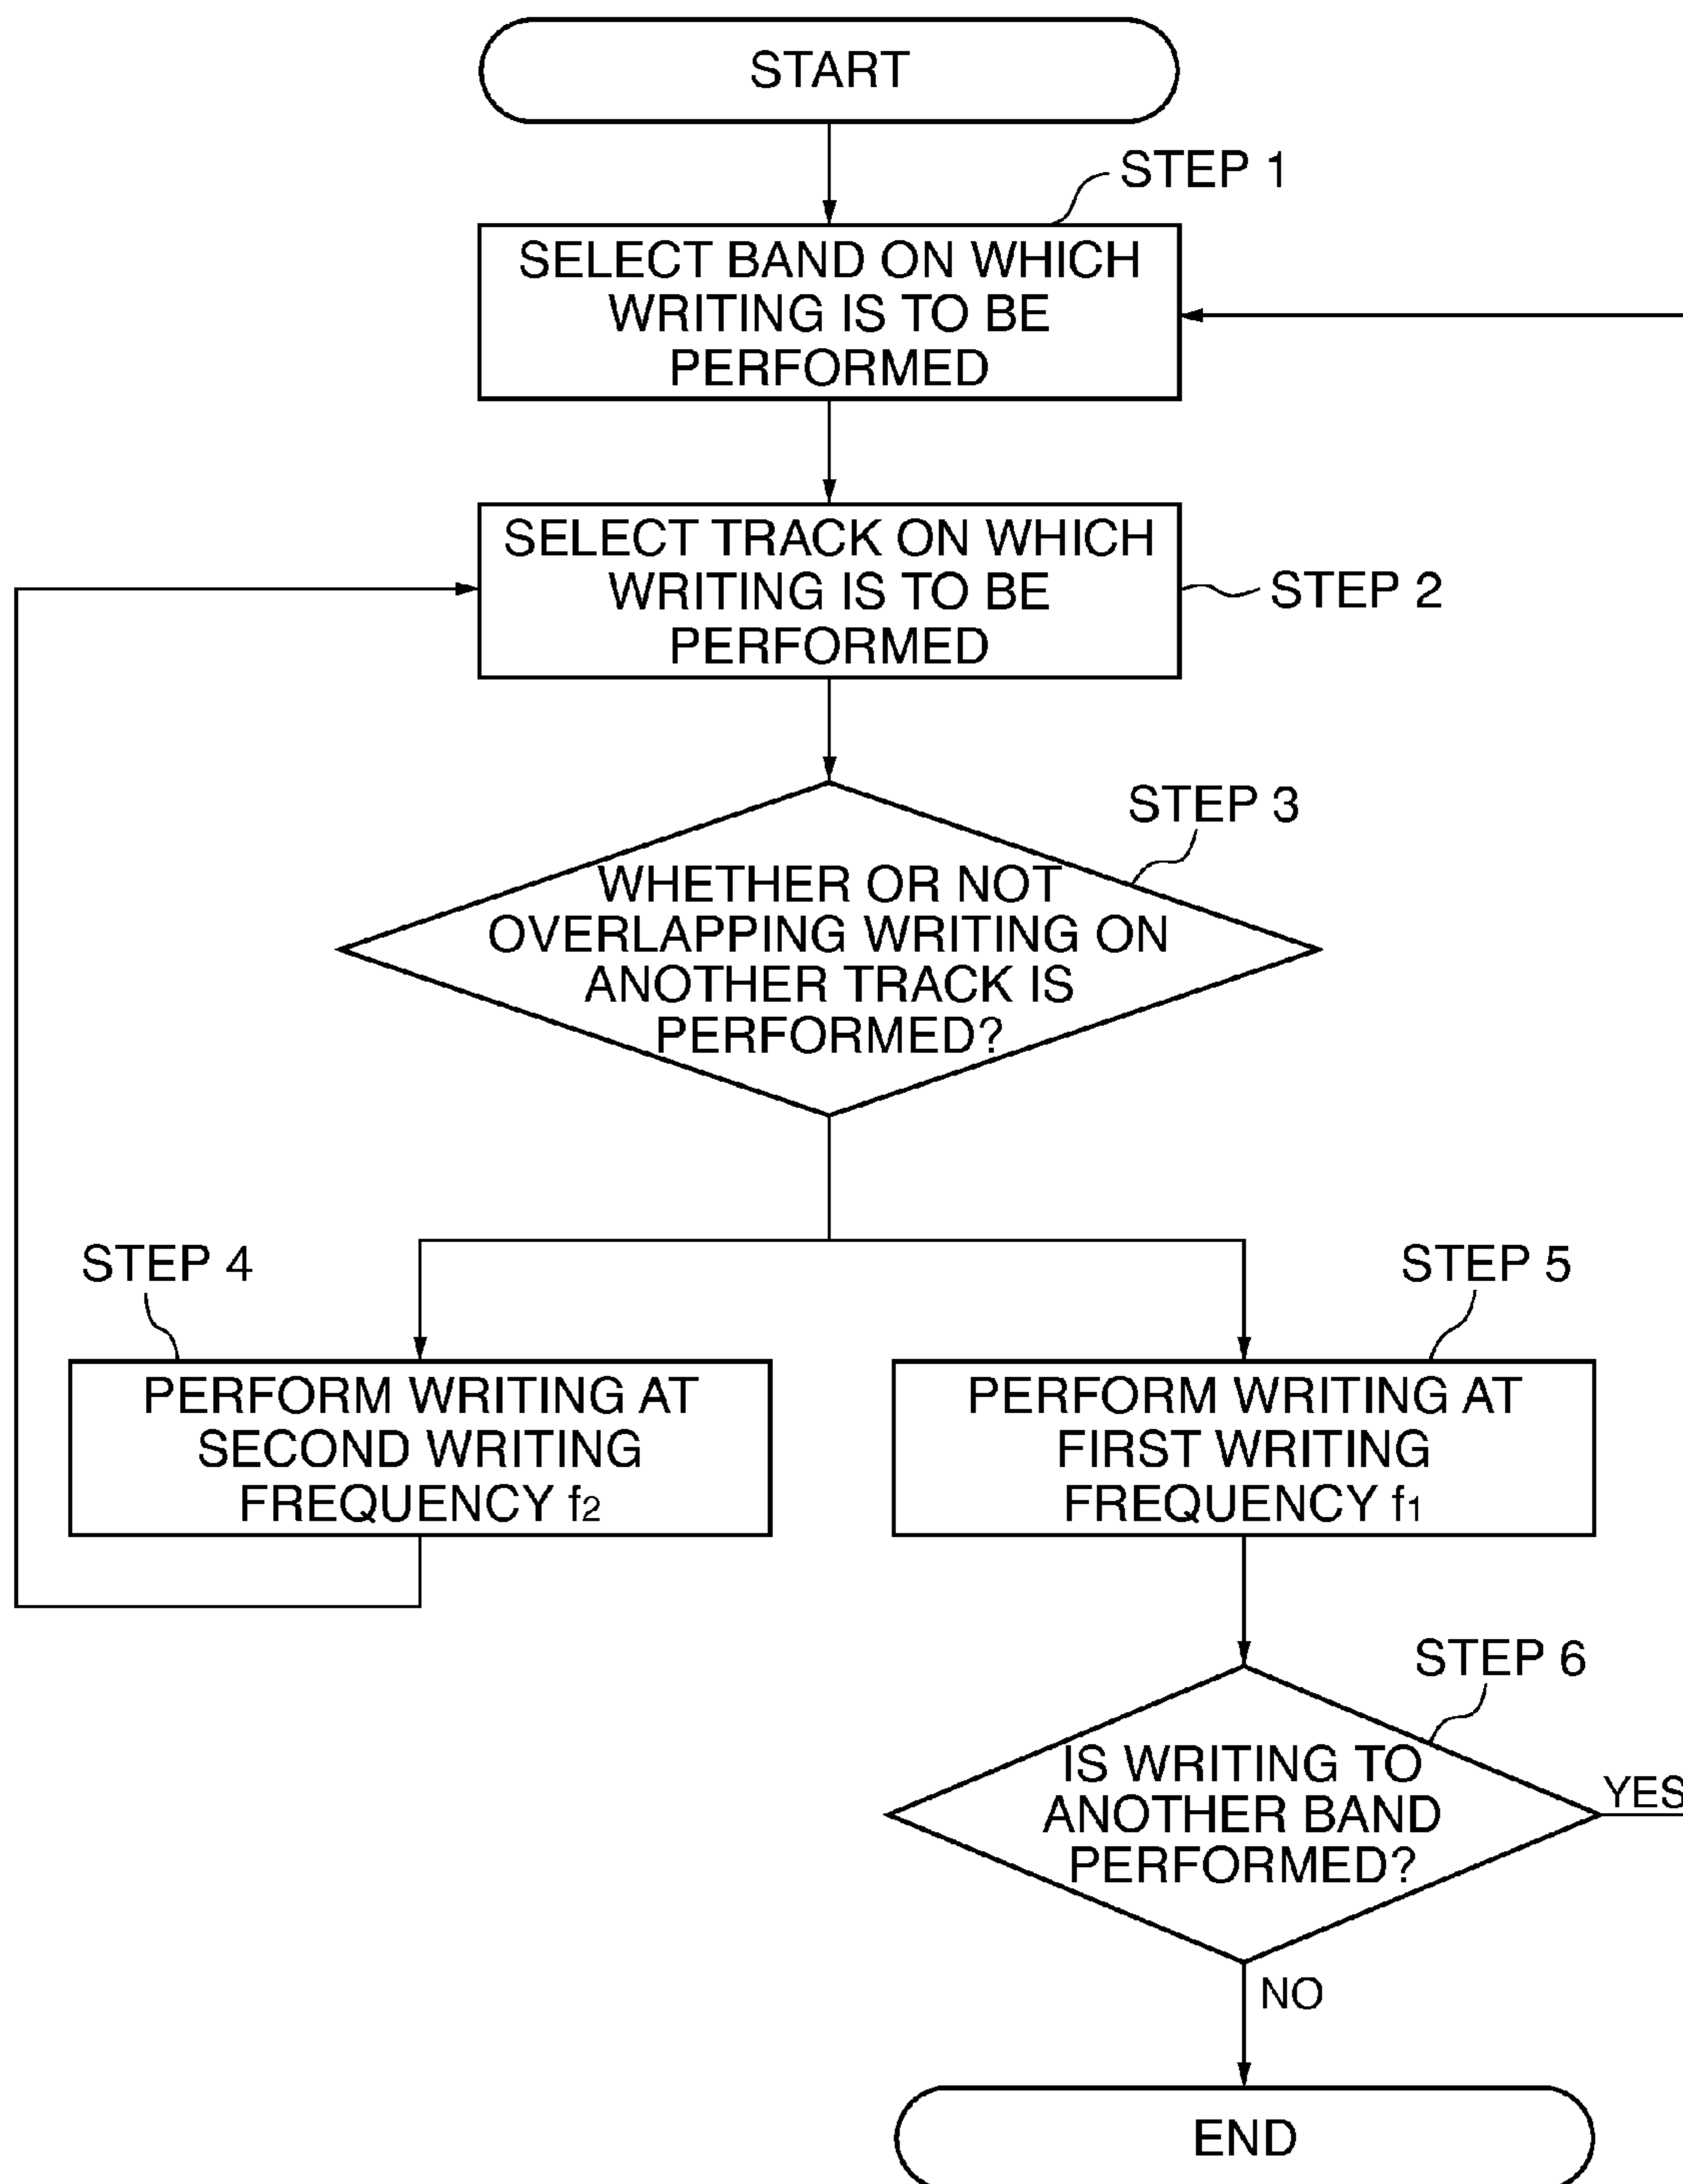 START
STEP 1
SELECT BAND ON WHICH
WRITING IS TO BE
PERFORMED
SELECT TRACK ON WHICH
WRITING IS TO BE
PERFORMED
STEP 2
STEP 3
WHETHER OR NOT
OVERLAPPING WRITING ON
ANOTHER TRACK IS
PERFORMED?
STEP 4
PERFORM WRITING AT
SECOND WRITING
FREQUENCY f2
STEP 5
PERFORM WRITING AT
FIRST WRITING
FREQUENCY f1
STEP 6
IS WRITING TO
ANOTHER BAND
PERFORMED?
YES
NO
END